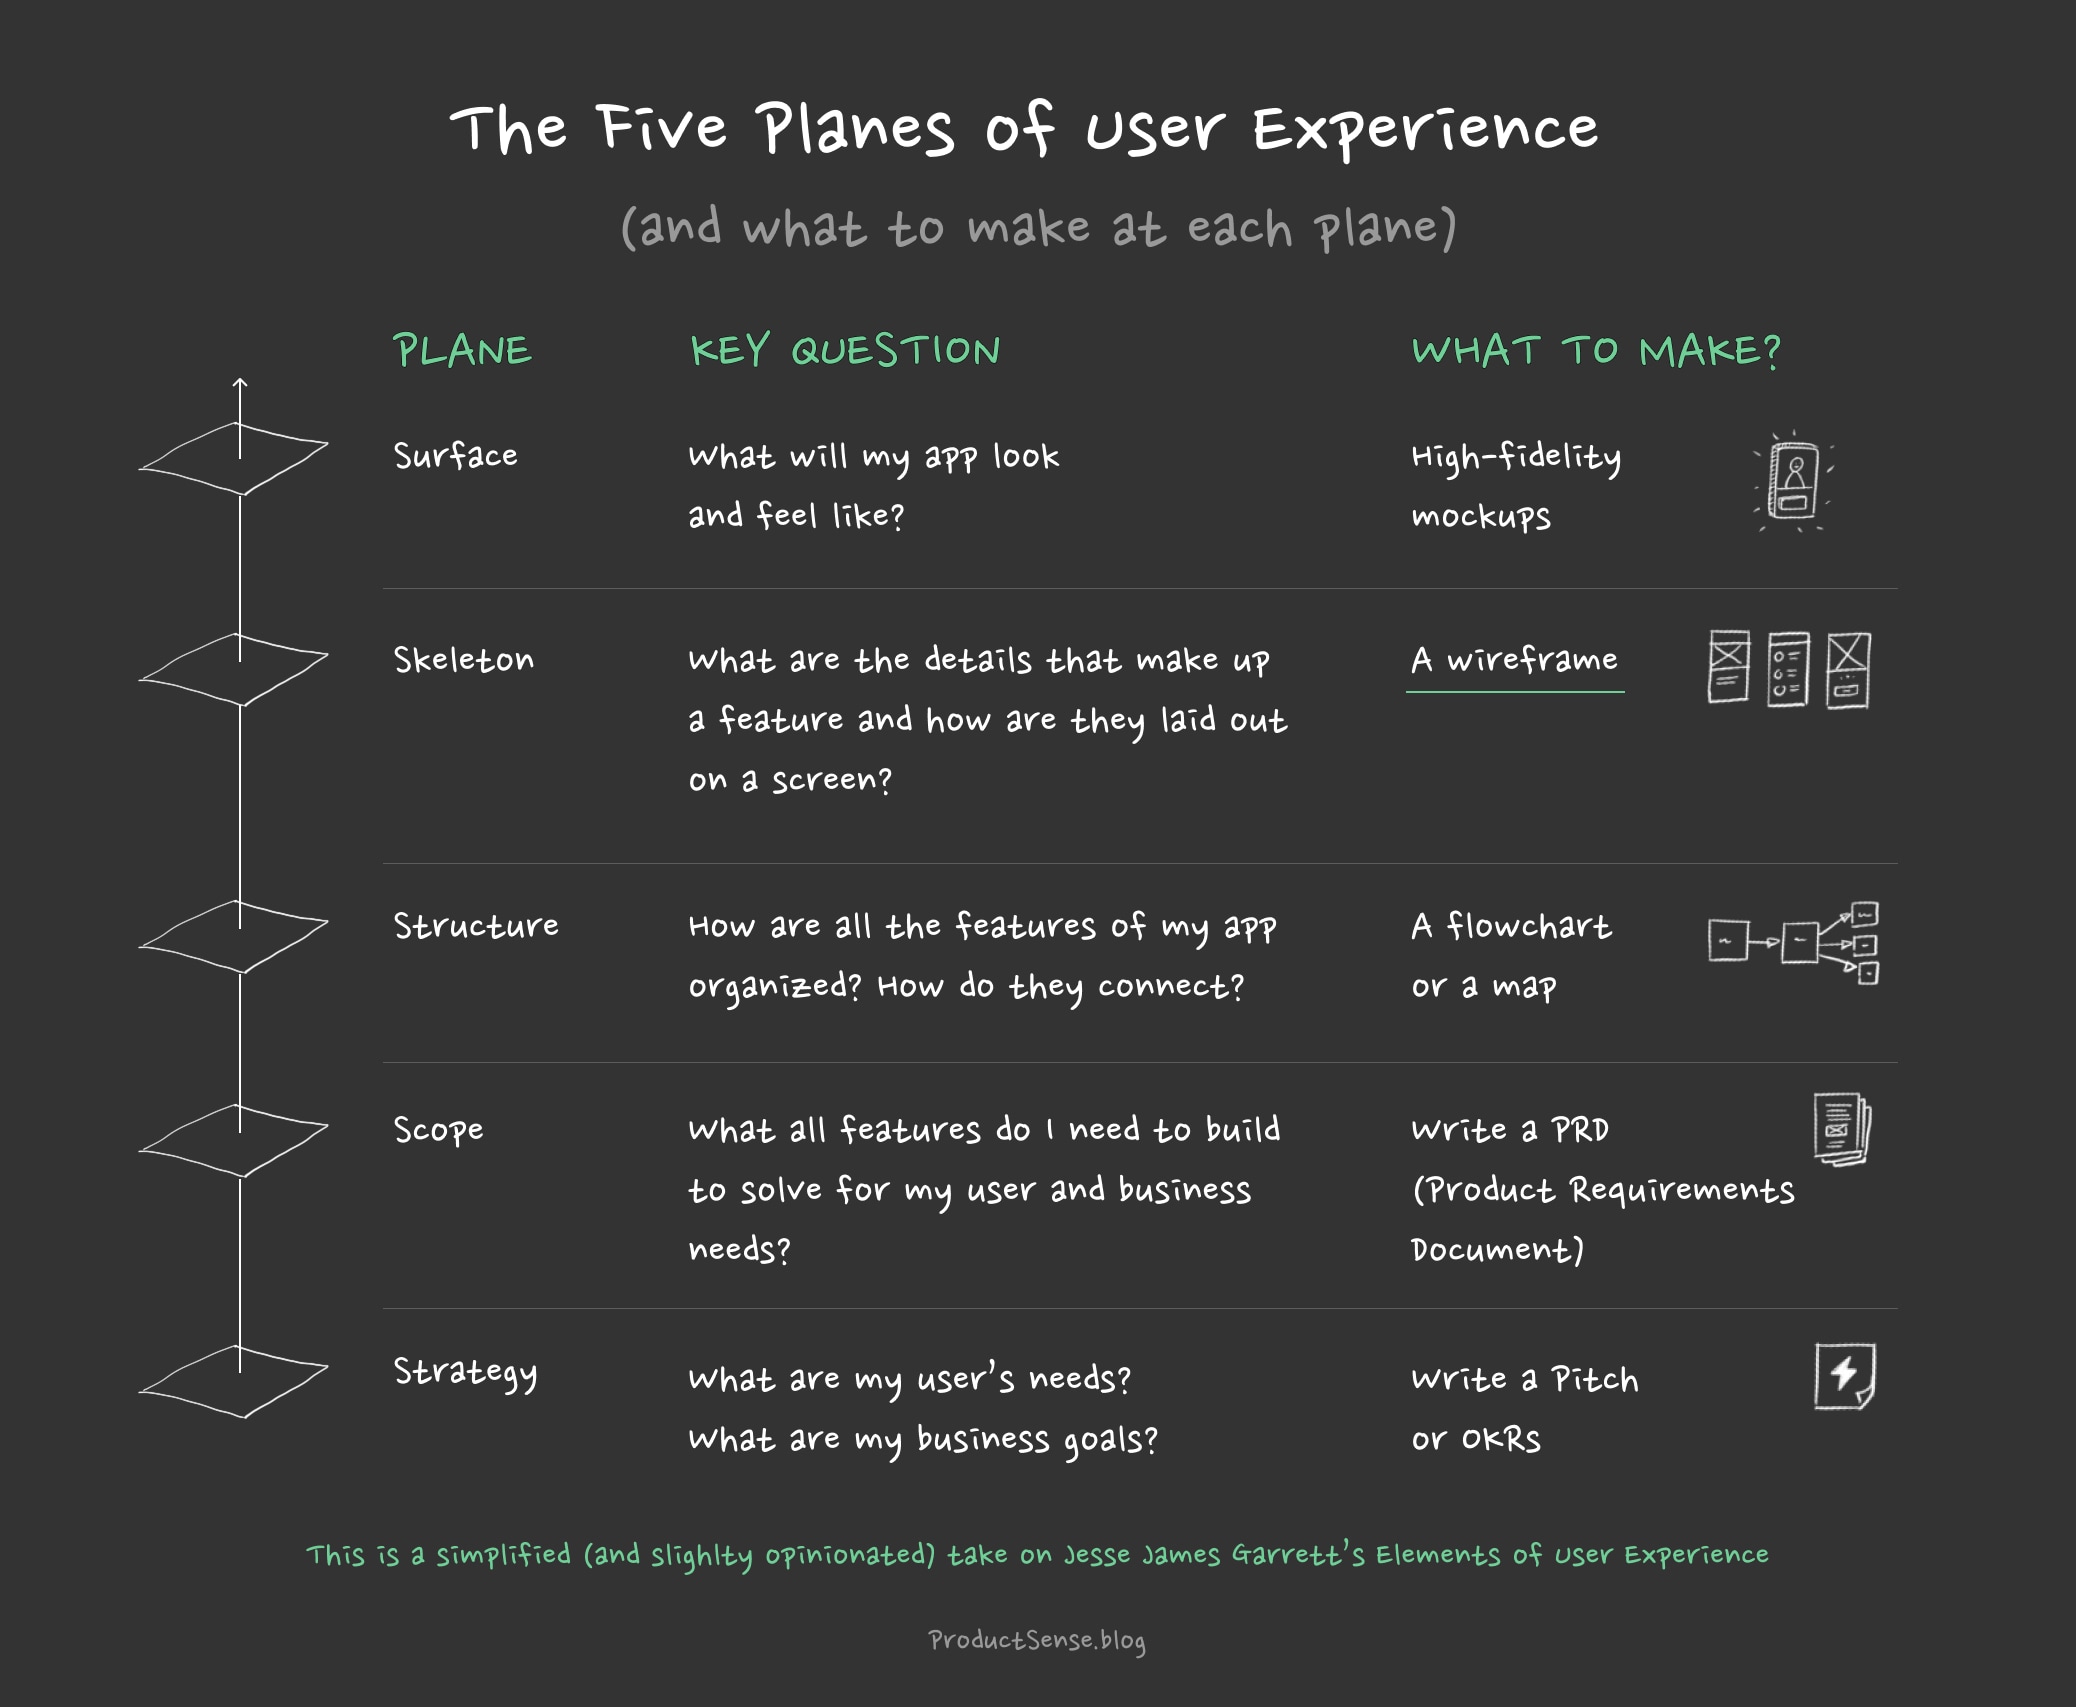 The Five Planes of User Experience
(and what to make at each plane)
PLANE KEY QUESTION WHAT TO MAKE?
Surface
What will my app look
and feel like?
High-fidelity
mockups
Skeleton
What are the details that make up
a feature and how are they laid out
on a screen?
A wireframe
Structure
How are all the features of my app
organized? How do they connect?
A flowchart
or a map
Scope
What all features do I need to build
to solve for my user and business
needs?
Write a PRD
(Product Requirements
Document)
Strategy
What are my user's needs?
What are my business goals?
Write a Pitch
or OKRs
This is a simplified (and slighlty opinionated) take on Jesse James Garrett's Elements of User Experience
ProductSense.blog